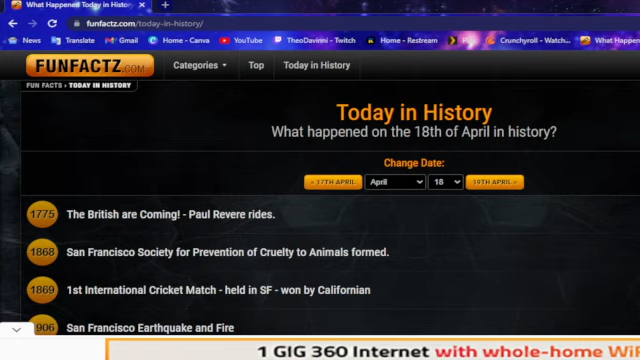 What Happened Today in History
funfactz.com/today-in-history/
News Translate Gmail Home - Canva YouTube TheoDavinni - Twitch Home - Restream Crunchyroll - Watch... What Happen
FUNFACTZ.COM Categories Top Today in History
FUN FACTS › TODAY IN HISTORY
Today in History
What happened on the 18th of April in history?
Change Date:
« 17TH APRIL April 18 19TH APRIL »
1775 The British are Coming! - Paul Revere rides.
1868 San Francisco Society for Prevention of Cruelty to Animals formed.
1869 1st International Cricket Match - held in SF - won by Californian
906 San Francisco Earthquake and Fire
1 GIG 360 Internet with whole-home WiF